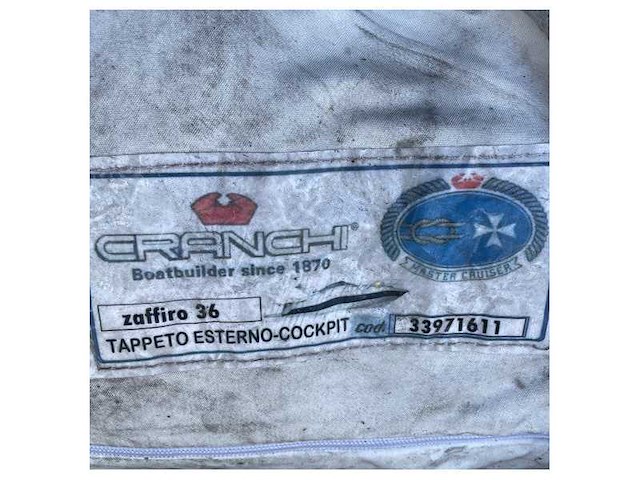 CRANCHI®
Boatbuilder since 1870
MASTER CRUISER
zaffiro 36
TAPPETO ESTERNO-COCKPIT cod: 33971611